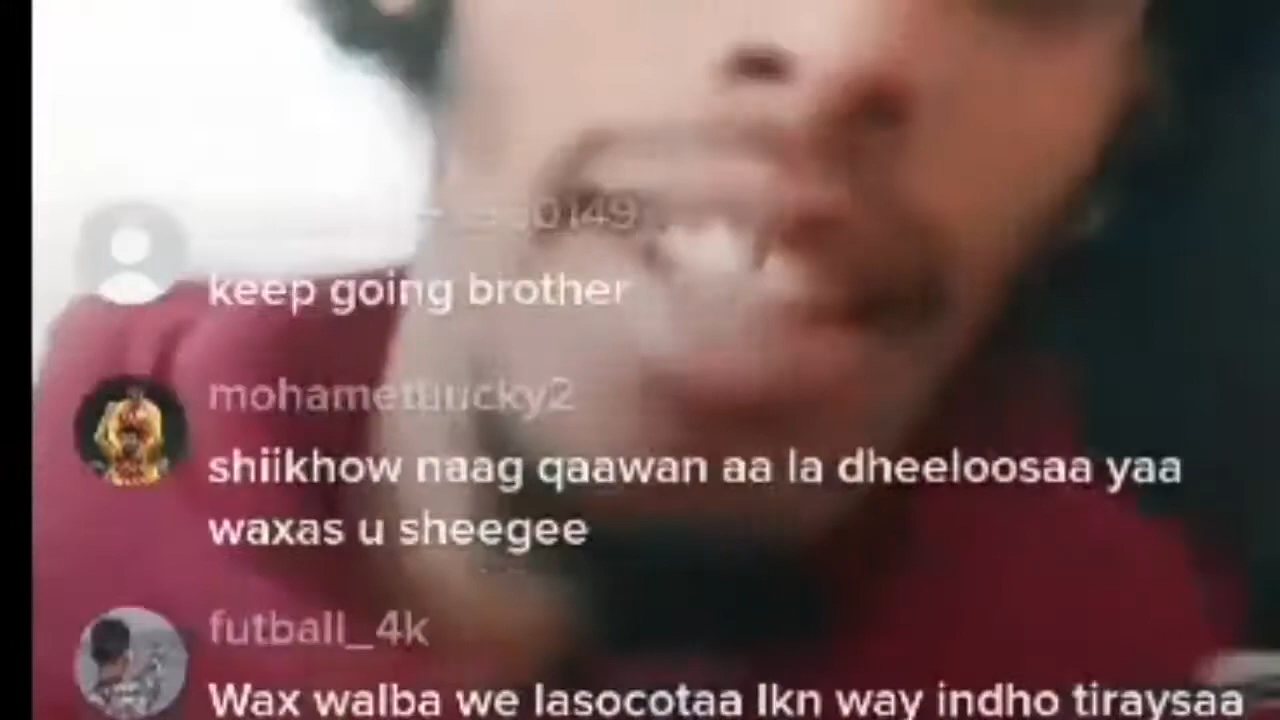 keep going brother
shiikhow naag qaawan aa la dheeloosaa yaa
waxas u sheegee
futball_4k
Wax walba we lasocotaa lkn way indho tiraysaa